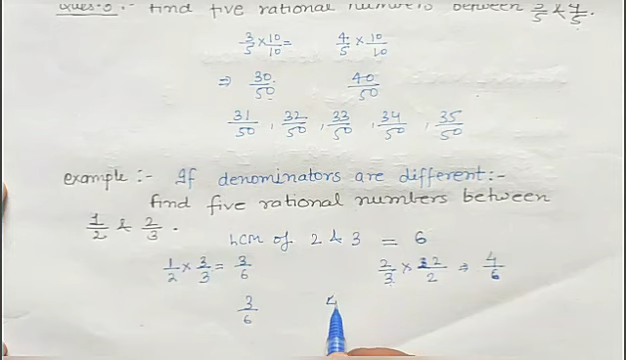 Ques:- Find five rational numbers between 3/5 & 4/5.
3/5 × 10/10 = 4/5 × 10/10
⇒ 30/50 40/50
31/50 , 32/50 , 33/50 , 34/50 , 35/50
example :- If denominators are different:-
find five rational numbers between
1/2 & 2/3 .
LCM of 2 & 3 = 6
1/2 × 3/3 = 3/6 2/3 × 2/2 ⇒ 4/6
3/6 4